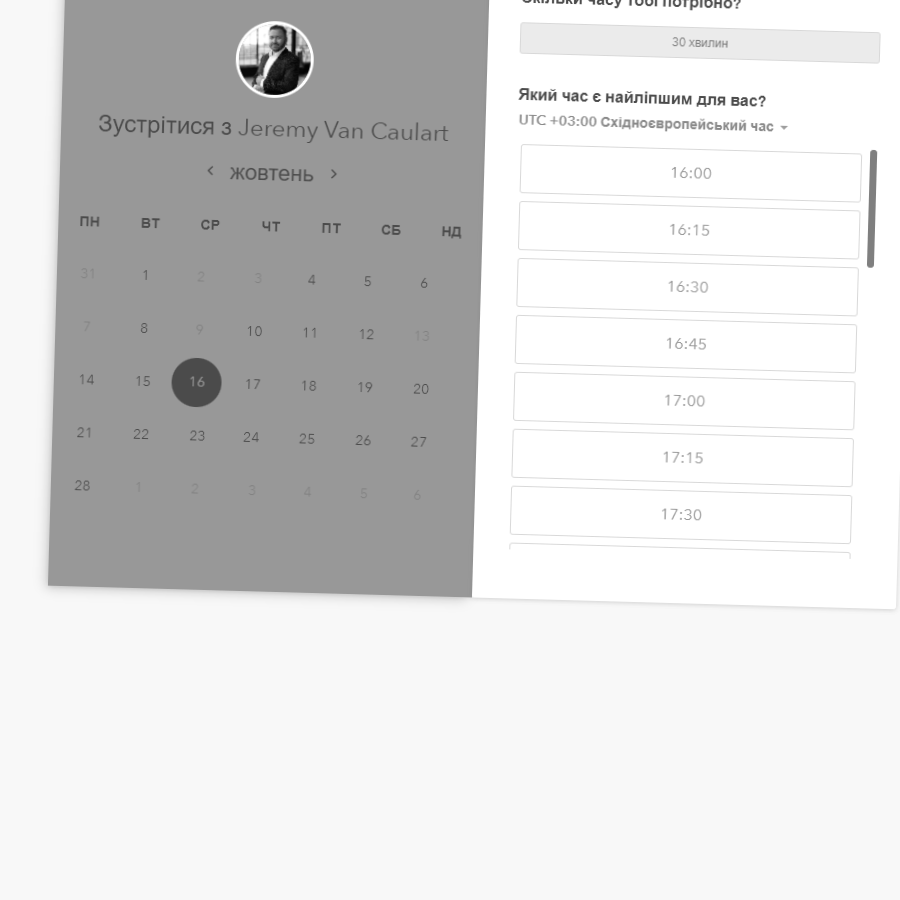 Зустрітися з Jeremy Van Caulart
жовтень
ПН ВТ СР ЧТ ПТ СБ НД
31 1 2 3 4 5 6
7 8 9 10 11 12 13
14 15 16 17 18 19 20
21 22 23 24 25 26 27
28 1 2 3 4 5 6
Скільки часу тобі потрібно?
30 хвилин
Який час є найліпшим для вас?
UTC +03:00 Східноєвропейський час
16:00
16:15
16:30
16:45
17:00
17:15
17:30